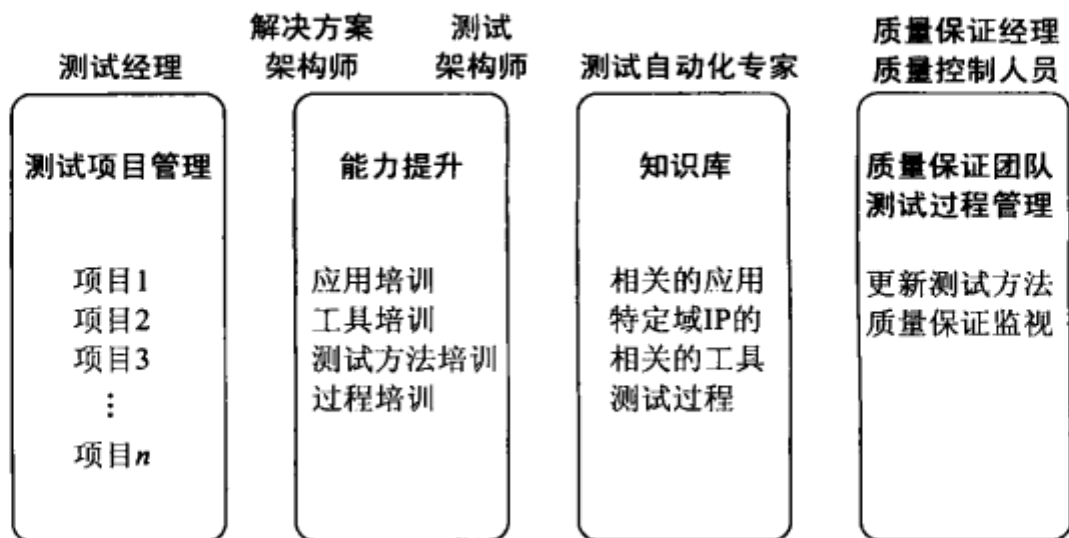 测试经理
解决方案
架构师
测试
架构师
测试自动化专家
质量保证经理
质量控制人员
测试项目管理
项目1
项目2
项目3
⋮
项目n
能力提升
应用培训
工具培训
测试方法培训
过程培训
知识库
相关的应用
特定域IP的
相关的工具
测试过程
质量保证团队
测试过程管理
更新测试方法
质量保证监视